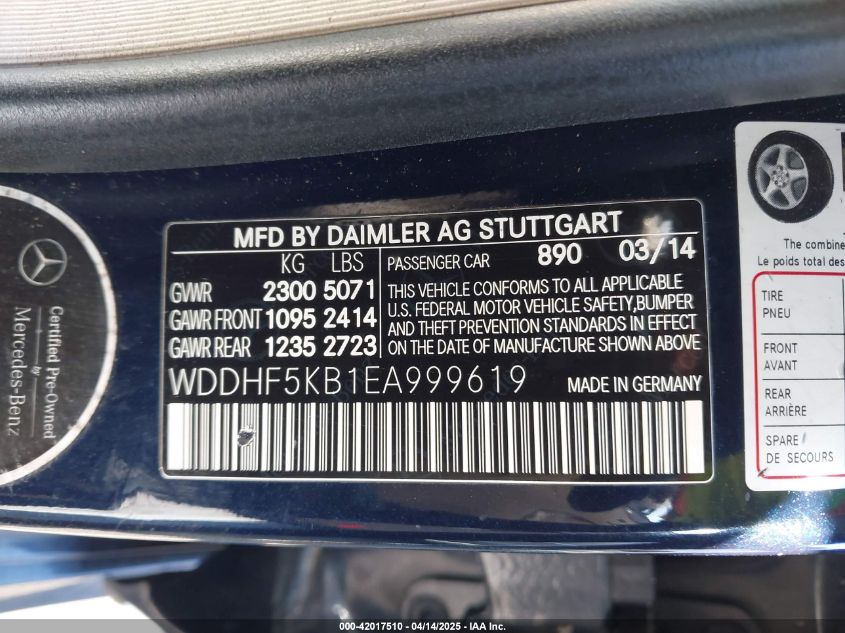 MFD BY DAIMLER AG STUTTGART
KG LBS
GVWR 2300 5071
GAWR FRONT 1095 2414
GAWR REAR 1235 2723
PASSENGER CAR 890 03/14
THIS VEHICLE CONFORMS TO ALL APPLICABLE
U.S. FEDERAL MOTOR VEHICLE SAFETY,BUMPER
AND THEFT PREVENTION STANDARDS IN EFFECT
ON THE DATE OF MANUFACTURE SHOWN ABOVE
WDDHF5KB1EA999619 MADE IN GERMANY
Certified Pre-Owned
by
Mercedes-Benz
The combine
Le poids total des
TIRE
PNEU
FRONT
AVANT
REAR
ARRIÈRE
SPARE
DE SECOURS
000-42017510 - 04/14/2025 - IAA Inc.